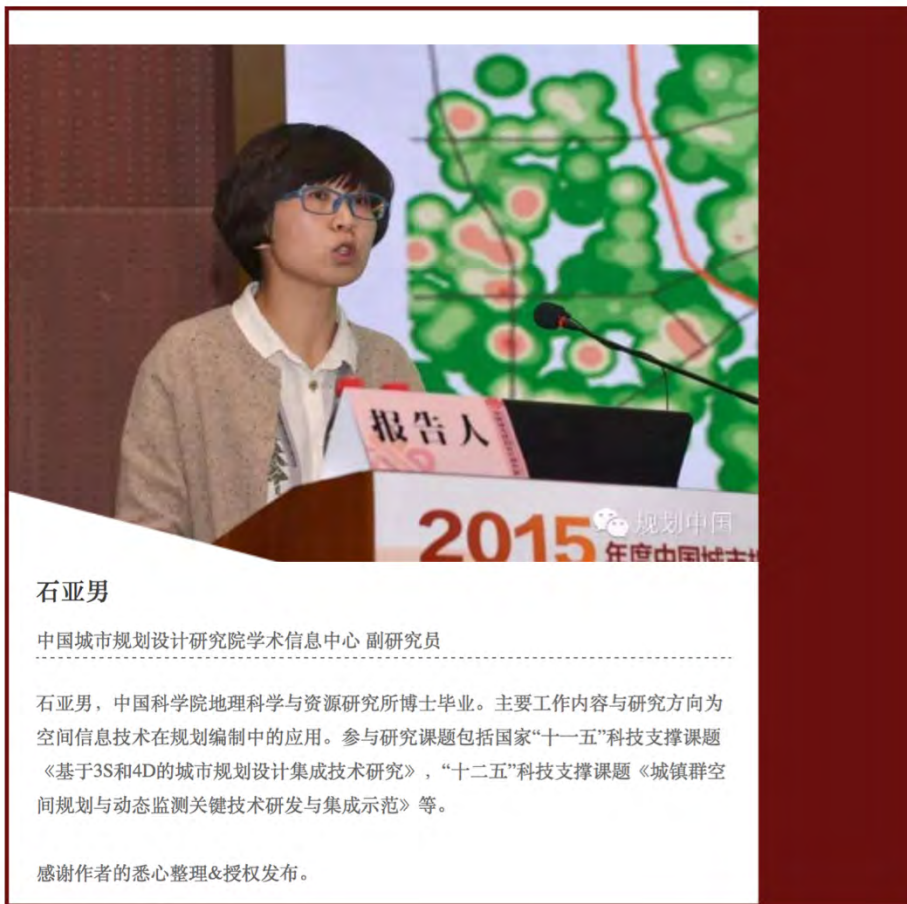 报告人
规划中国
2015年度中国城市
石亚男
中国城市规划设计研究院学术信息中心 副研究员
石亚男，中国科学院地理科学与资源研究所博士毕业。主要工作内容与研究方向为
空间信息技术在规划编制中的应用。参与研究课题包括国家“十一五”科技支撑课题
《基于3S和4D的城市规划设计集成技术研究》，“十二五”科技支撑课题《城镇群空
间规划与动态监测关键技术研发与集成示范》等。
感谢作者的悉心整理&授权发布。